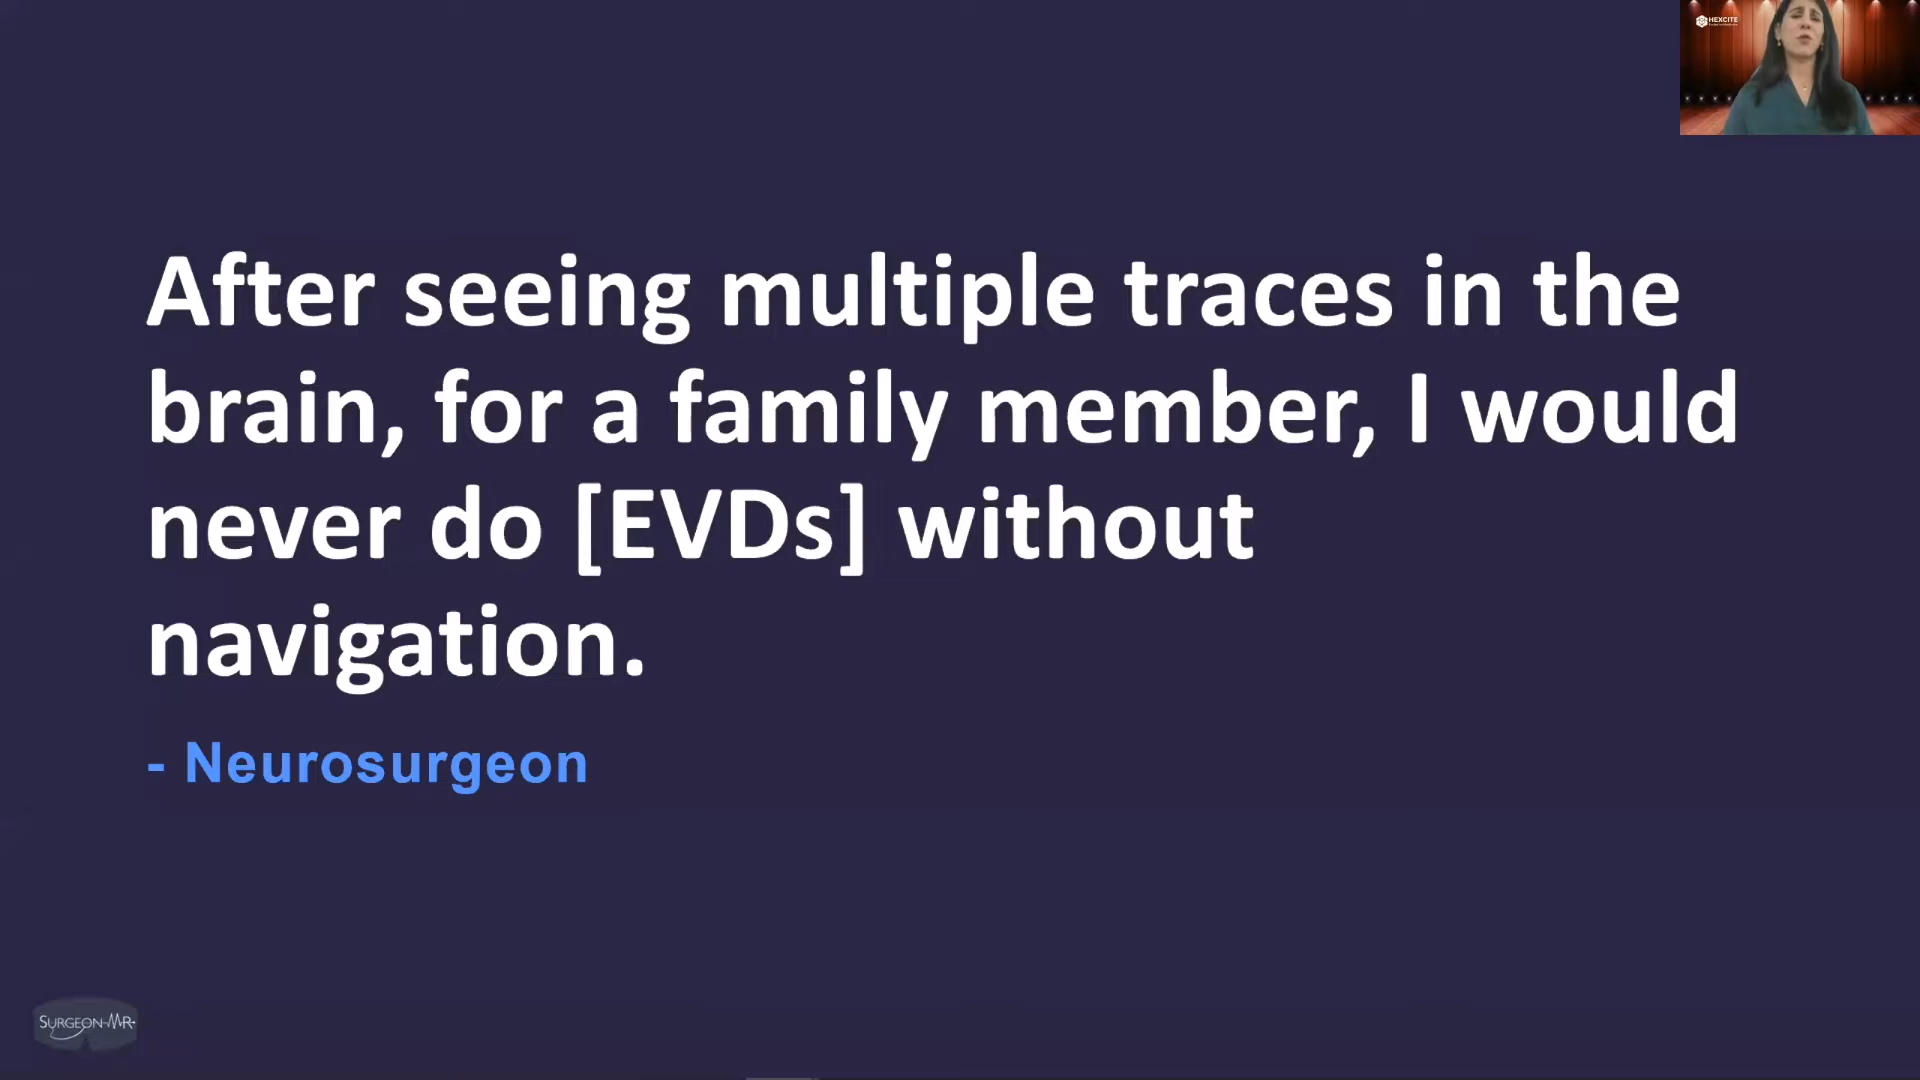 HEXCITE
After seeing multiple traces in the
brain, for a family member, I would
never do [EVDs] without
navigation.
- Neurosurgeon
SURGEON-MR